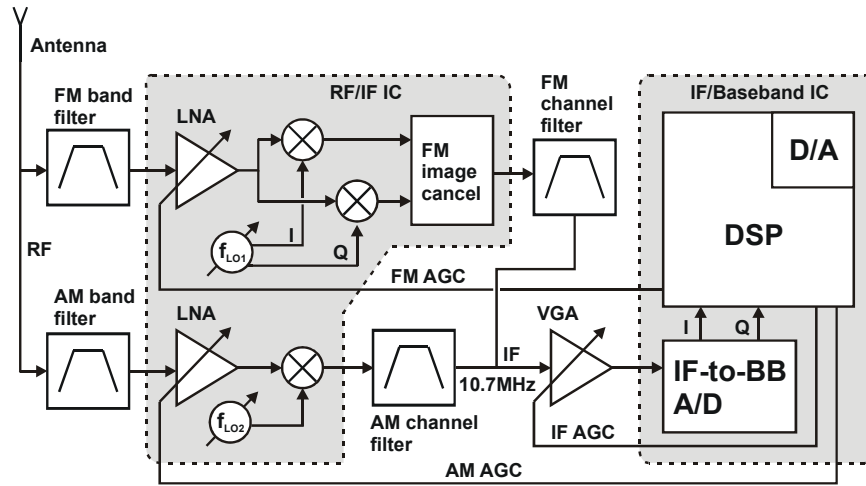 Antenna
FM band
filter
LNA
RF/IF IC
FM
channel
filter
IF/Baseband IC
D/A
FM
image
cancel
DSP
fLO1
I
Q
RF
FM AGC
AM band
filter
LNA
VGA
I
Q
IF
10.7MHz
IF-to-BB
A/D
fLO2
AM channel
filter
IF AGC
AM AGC